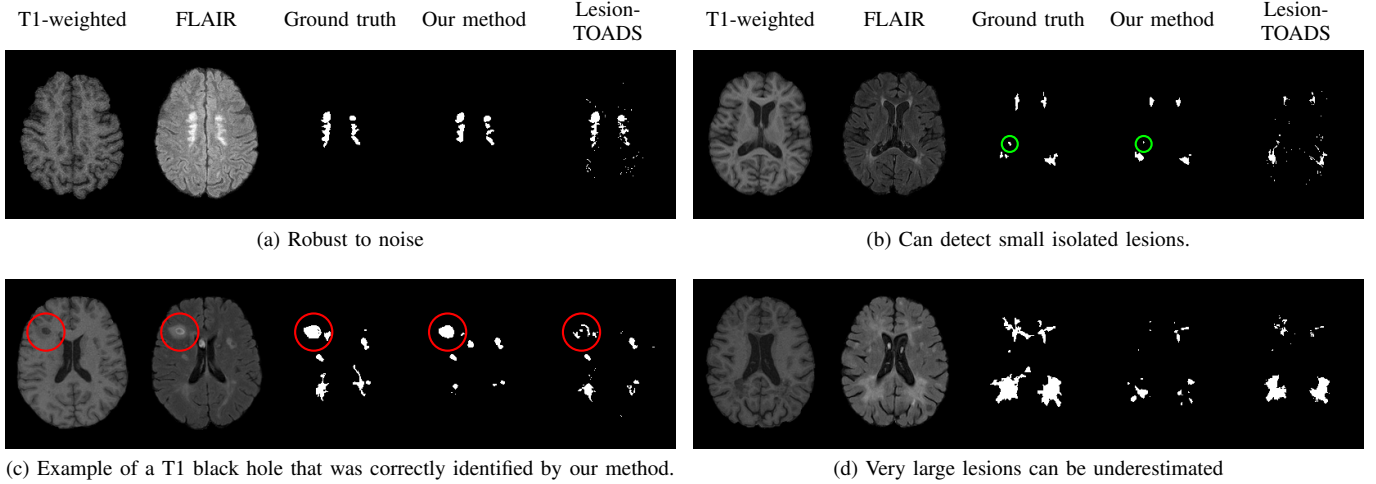 T1-weighted FLAIR Ground truth Our method Lesion-TOADS
T1-weighted FLAIR Ground truth Our method Lesion-TOADS
(a) Robust to noise
(b) Can detect small isolated lesions.
(c) Example of a T1 black hole that was correctly identified by our method.
(d) Very large lesions can be underestimated